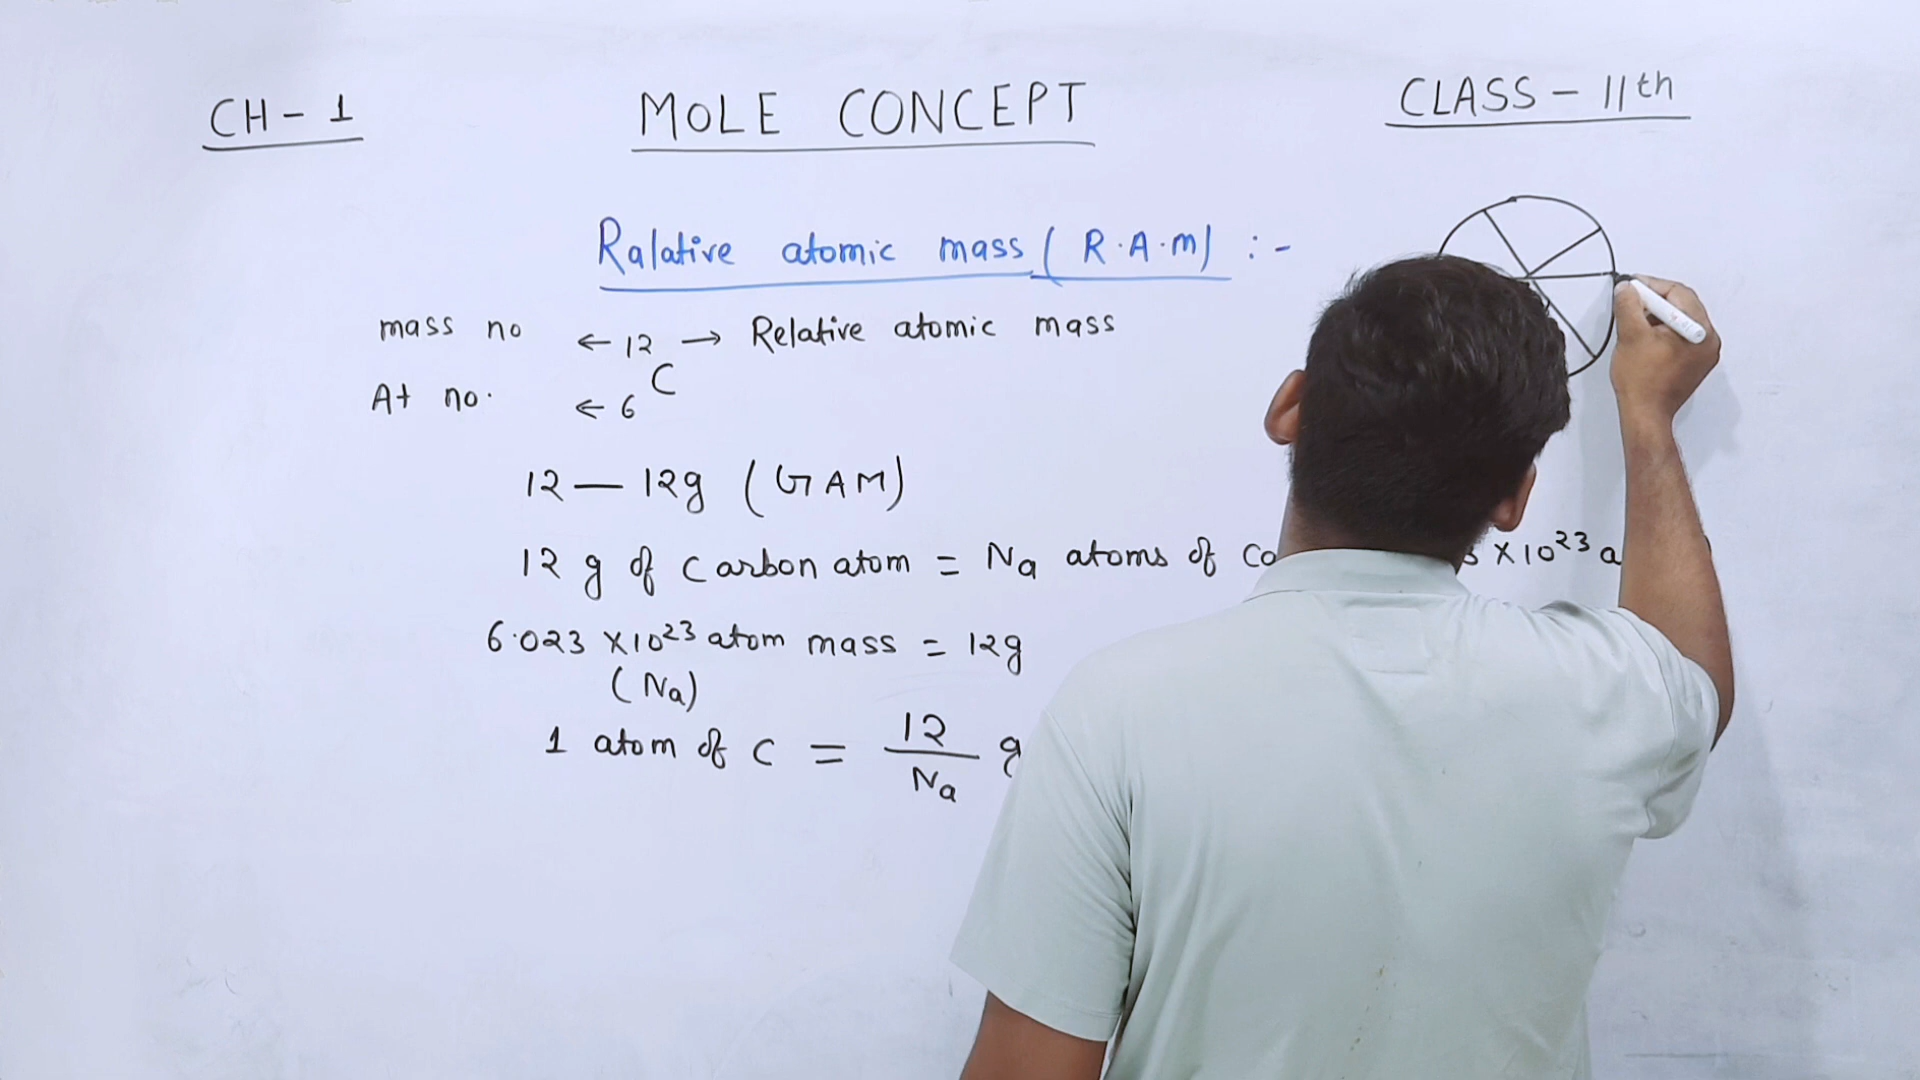 CH - 1 MOLE CONCEPT CLASS - 11th
Ralative atomic mass ( R.A.m) :-
mass no ← 12 → Relative atomic mass
C
At no. ← 6
12 — 12g (GAM)
12 g of carbon atom = Na atoms of ×10²³
6.023 ×10²³ atom mass = 12g
(Na)
1 atom of C = 12/Na g